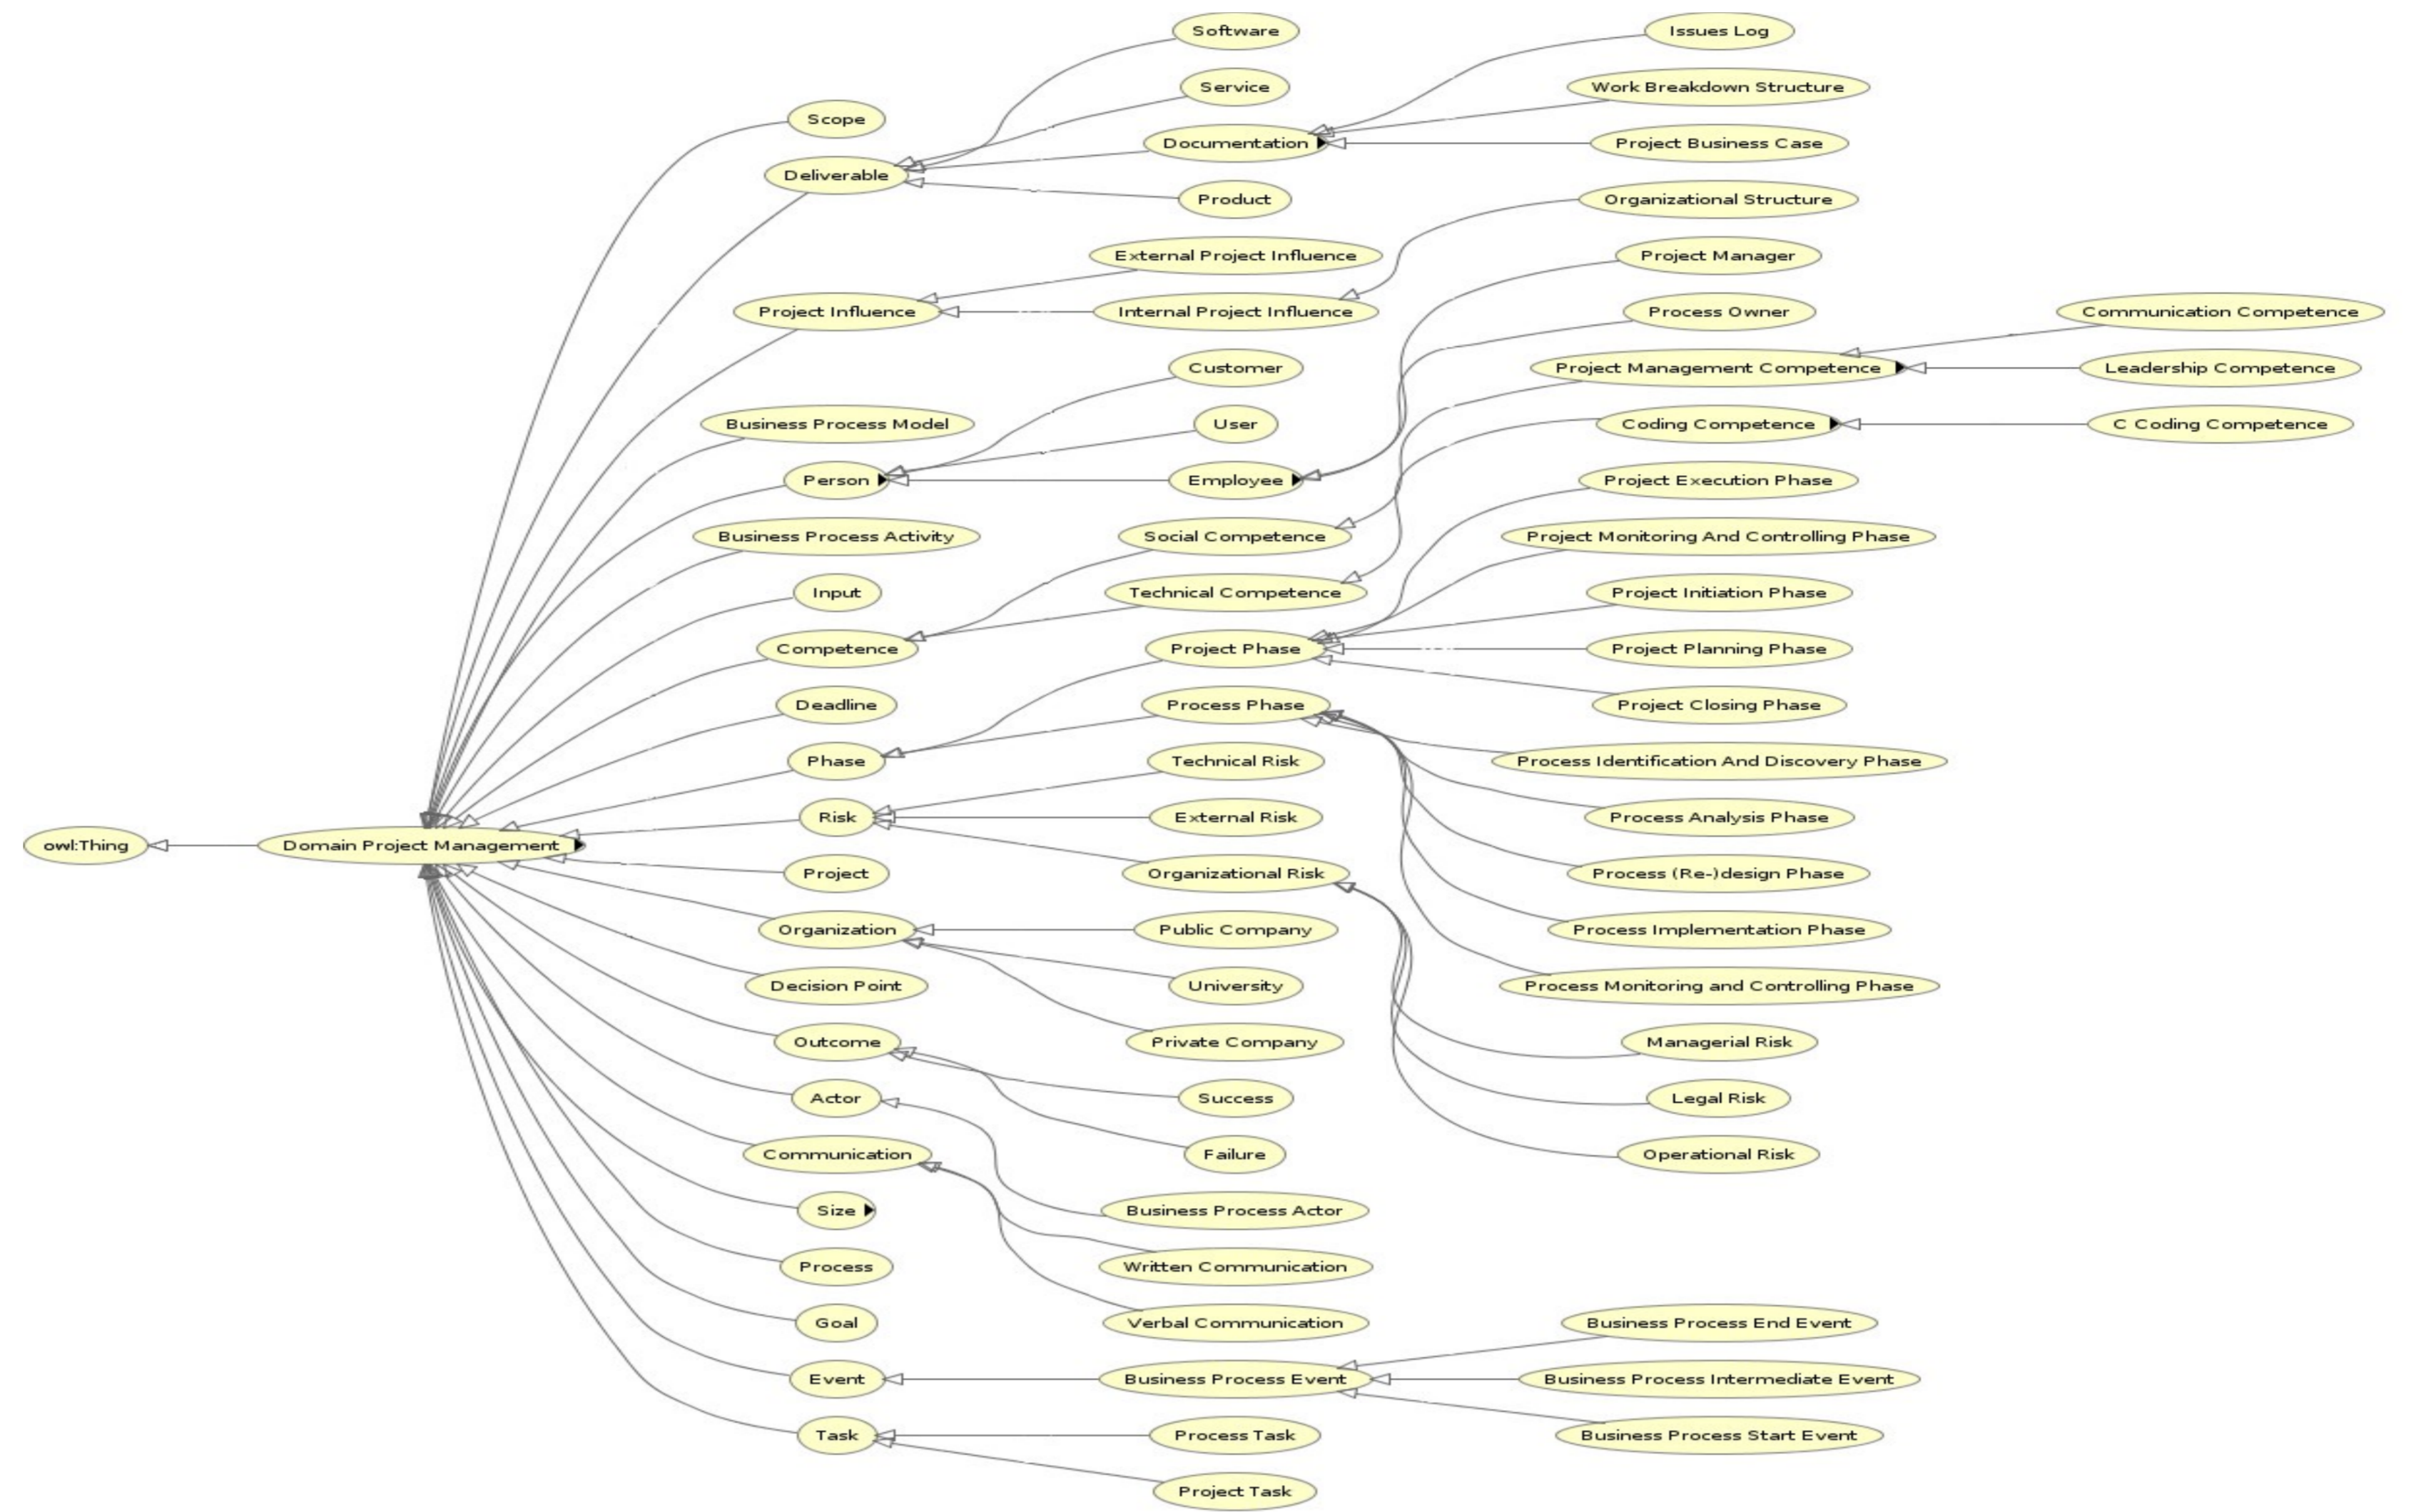 owl:Thing
Domain Project Management
Scope
Deliverable
Project Influence
Business Process Model
Person
Business Process Activity
Input
Competence
Deadline
Phase
Risk
Project
Organization
Decision Point
Outcome
Actor
Communication
Size
Process
Goal
Event
Task
Software
Service
Documentation
Product
External Project Influence
Internal Project Influence
Customer
User
Employee
Social Competence
Technical Competence
Project Phase
Process Phase
Technical Risk
External Risk
Organizational Risk
Public Company
University
Private Company
Success
Failure
Business Process Actor
Written Communication
Verbal Communication
Business Process Event
Process Task
Project Task
Issues Log
Work Breakdown Structure
Project Business Case
Organizational Structure
Project Manager
Process Owner
Project Management Competence
Coding Competence
Project Execution Phase
Project Monitoring And Controlling Phase
Project Initiation Phase
Project Planning Phase
Project Closing Phase
Process Identification And Discovery Phase
Process Analysis Phase
Process (Re-)design Phase
Process Implementation Phase
Process Monitoring and Controlling Phase
Managerial Risk
Legal Risk
Operational Risk
Business Process End Event
Business Process Intermediate Event
Business Process Start Event
Communication Competence
Leadership Competence
C Coding Competence